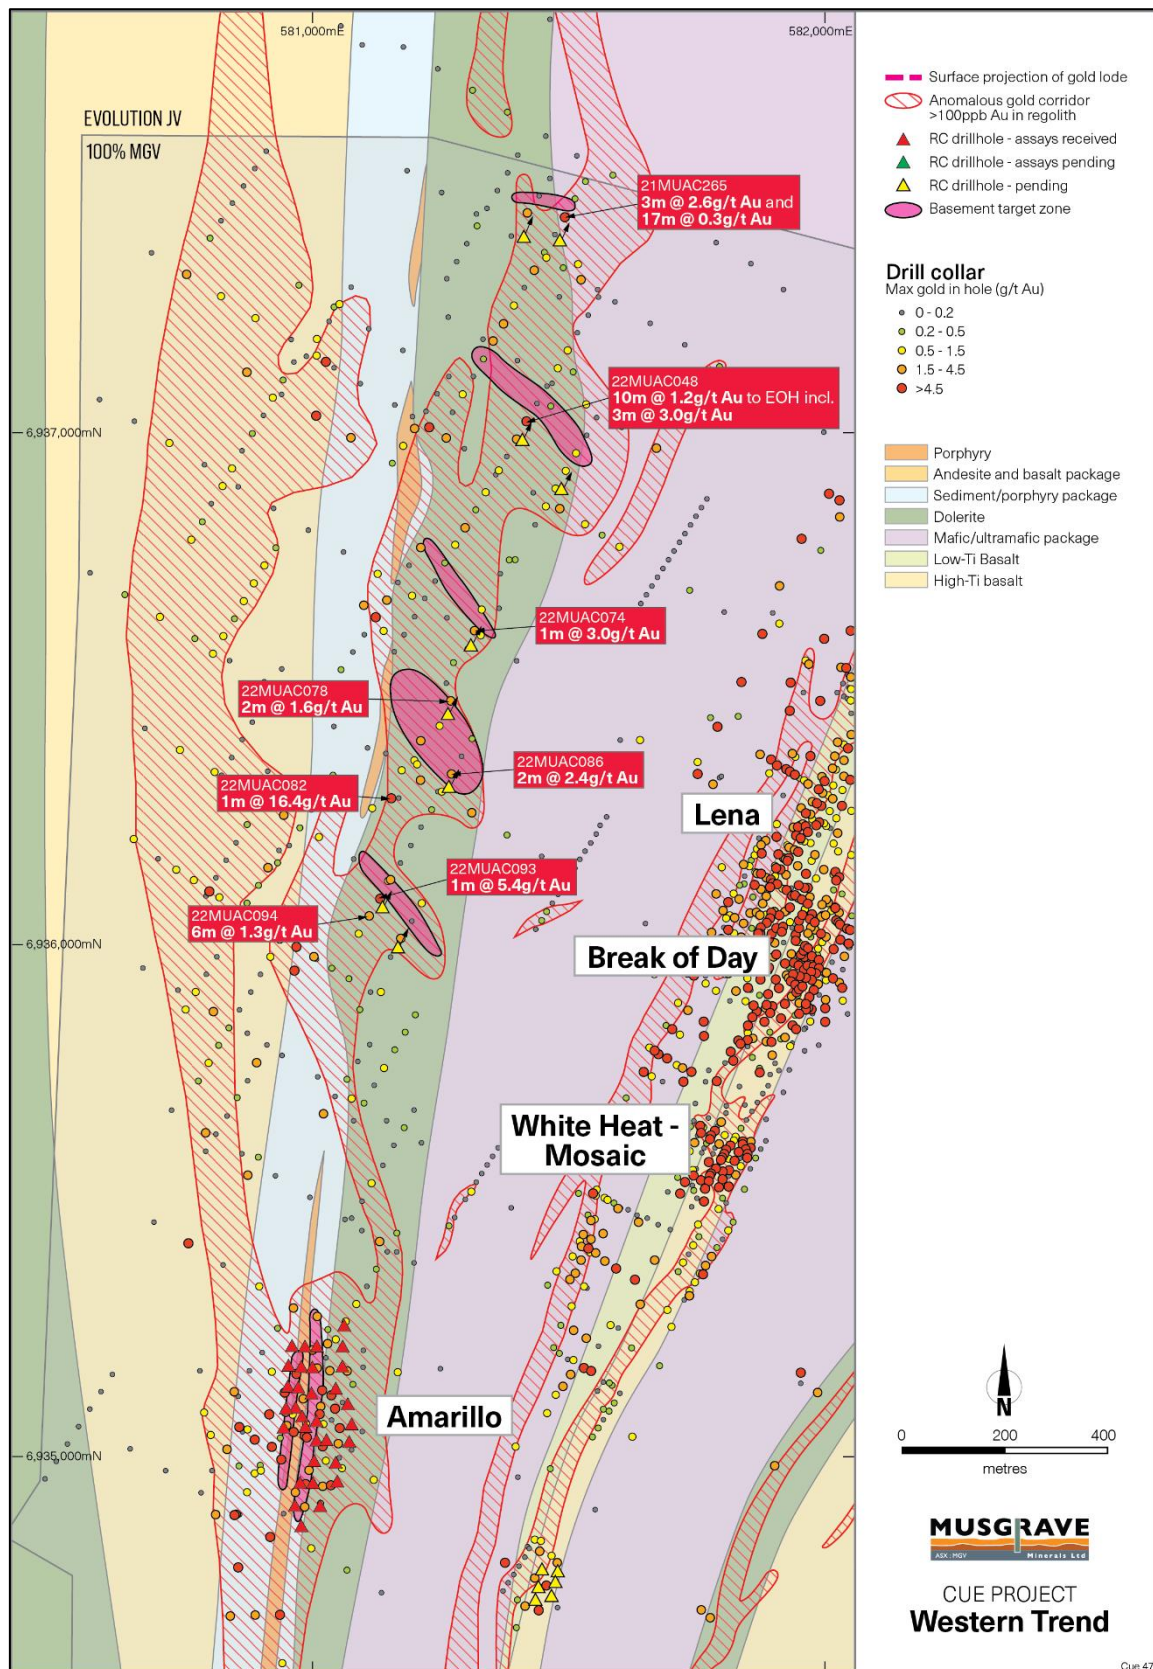 581,000mE
582,000mE
EVOLUTION JV
100% MGV
21MUAC265
3m @ 2.6g/t Au and
17m @ 0.3g/t Au
22MUAC048
10m @ 1.2g/t Au to EOH incl.
3m @ 3.0g/t Au
6,937,000mN
22MUAC074
1m @ 3.0g/t Au
22MUAC078
2m @ 1.6g/t Au
22MUAC086
2m @ 2.4g/t Au
22MUAC082
1m @ 16.4g/t Au
Lena
22MUAC093
1m @ 5.4g/t Au
22MUAC094
6m @ 1.3g/t Au
6,936,000mN
Break of Day
White Heat -
Mosaic
Amarillo
6,935,000mN
Surface projection of gold lode
Anomalous gold corridor
>100ppb Au in regolith
RC drillhole - assays received
RC drillhole - assays pending
RC drillhole - pending
Basement target zone
Drill collar
Max gold in hole (g/t Au)
0 - 0.2
0.2 - 0.5
0.5 - 1.5
1.5 - 4.5
>4.5
Porphyry
Andesite and basalt package
Sediment/porphyry package
Dolerite
Mafic/ultramafic package
Low-Ti Basalt
High-Ti basalt
N
0 200 400
metres
MUSGRAVE
ASX : MGV Minerals Ltd
CUE PROJECT
Western Trend
Cue 47